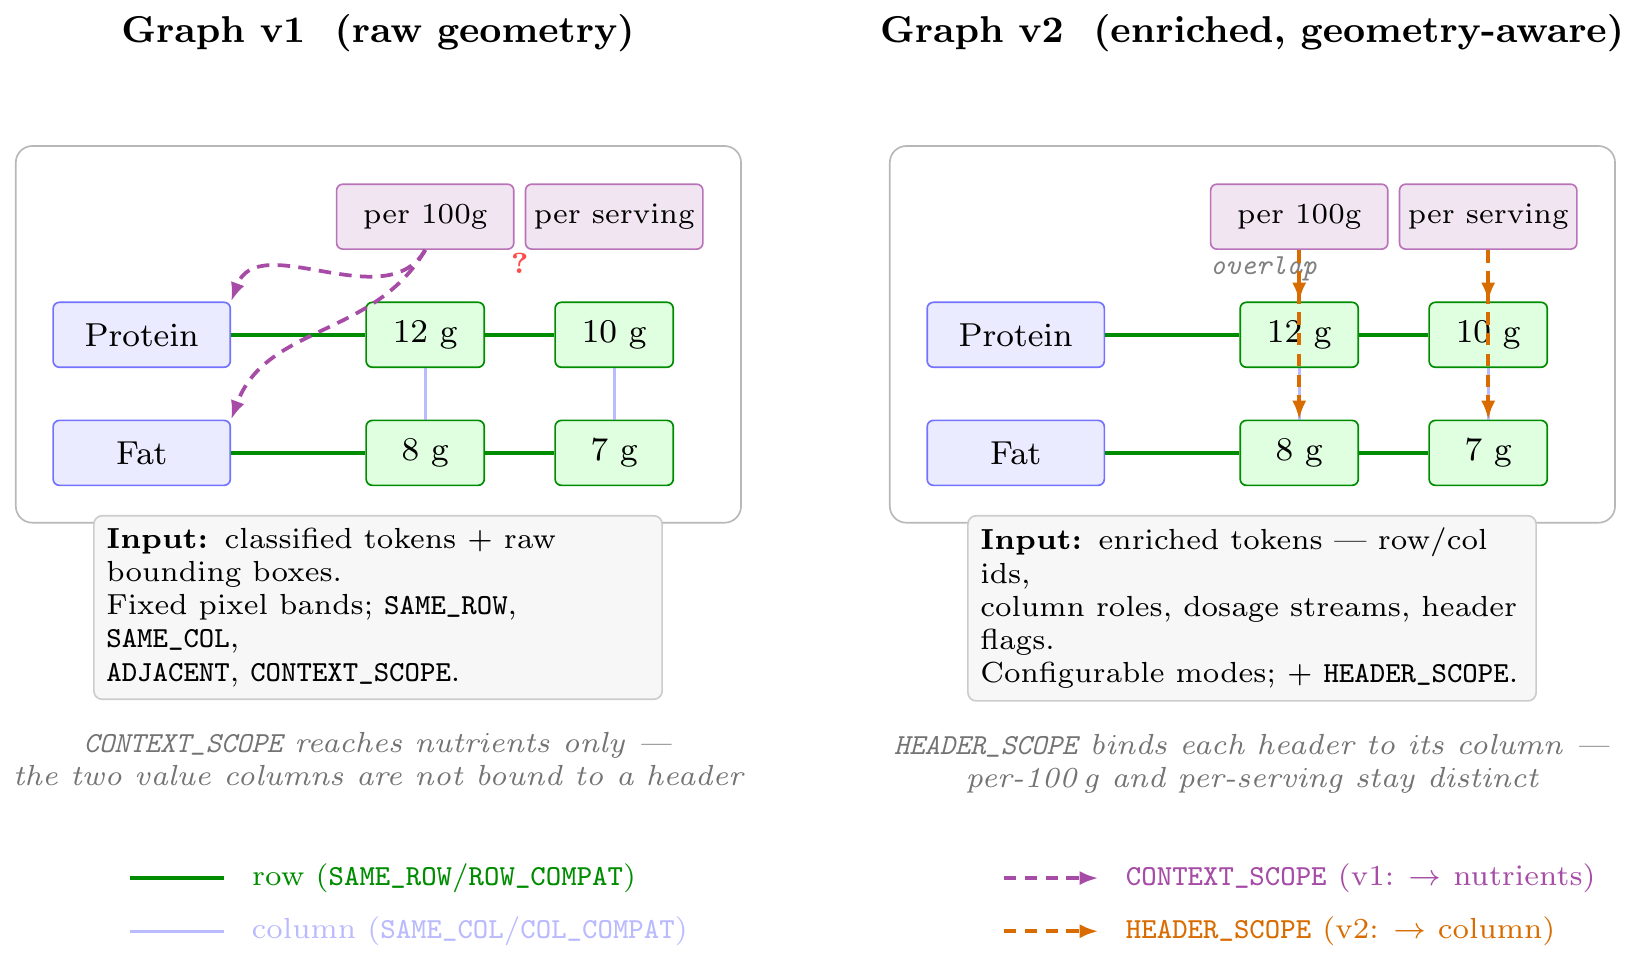 Graph v1 (raw geometry)
per 100g
per serving
?
Protein
12 g
10 g
Fat
8 g
7 g
Input: classified tokens + raw
bounding boxes.
Fixed pixel bands; SAME_ROW,
SAME_COL,
ADJACENT, CONTEXT_SCOPE.
CONTEXT_SCOPE reaches nutrients only —
the two value columns are not bound to a header
Graph v2 (enriched, geometry-aware)
per 100g
per serving
overlap
Protein
12 g
10 g
Fat
8 g
7 g
Input: enriched tokens — row/col
ids,
column roles, dosage streams, header
flags.
Configurable modes; + HEADER_SCOPE.
HEADER_SCOPE binds each header to its column —
per-100 g and per-serving stay distinct
row (SAME_ROW/ROW_COMPAT)
column (SAME_COL/COL_COMPAT)
CONTEXT_SCOPE (v1: → nutrients)
HEADER_SCOPE (v2: → column)